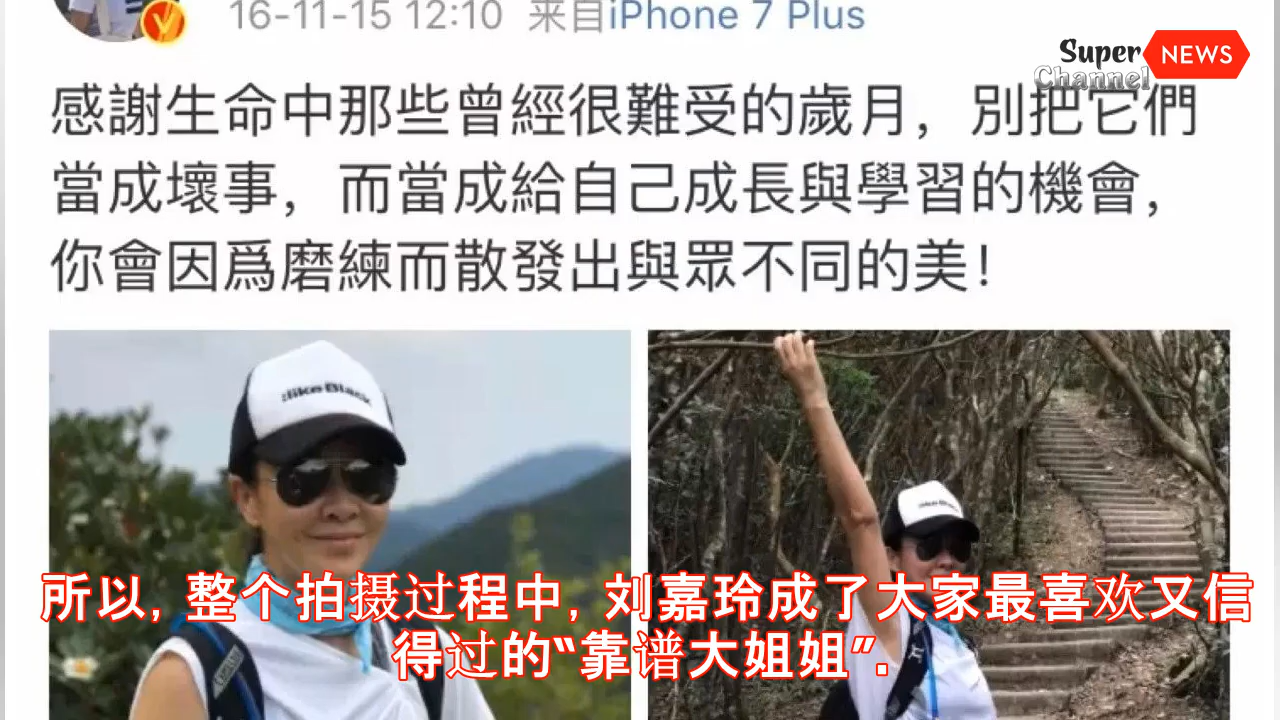 16-11-15 12:10 来自iPhone 7 Plus
Super
Channel
NEWS
感謝生命中那些曾經很難受的歲月，別把它們
當成壞事，而當成給自己成長與學習的機會，
你會因爲磨練而散發出與眾不同的美！
ilikeBlack
likeBlack
所以, 整个拍摄过程中, 刘嘉玲成了大家最喜欢又信
得过的“靠谱大姐姐”.